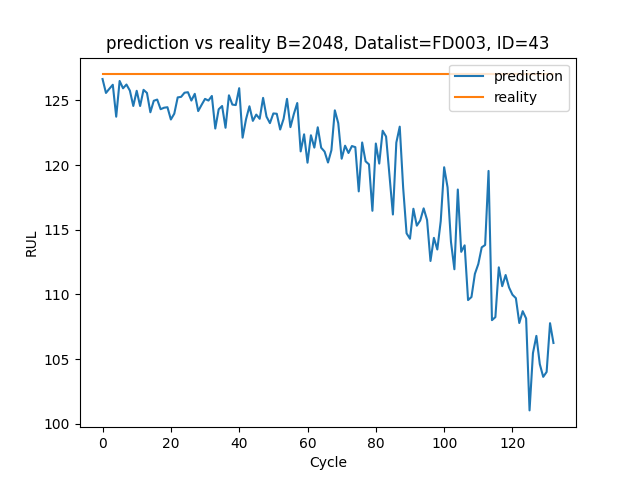 prediction vs reality B=2048, Datalist=FD003, ID=43
prediction
reality
RUL
125
120
115
110
105
100
0 20 40 60 80 100 120
Cycle